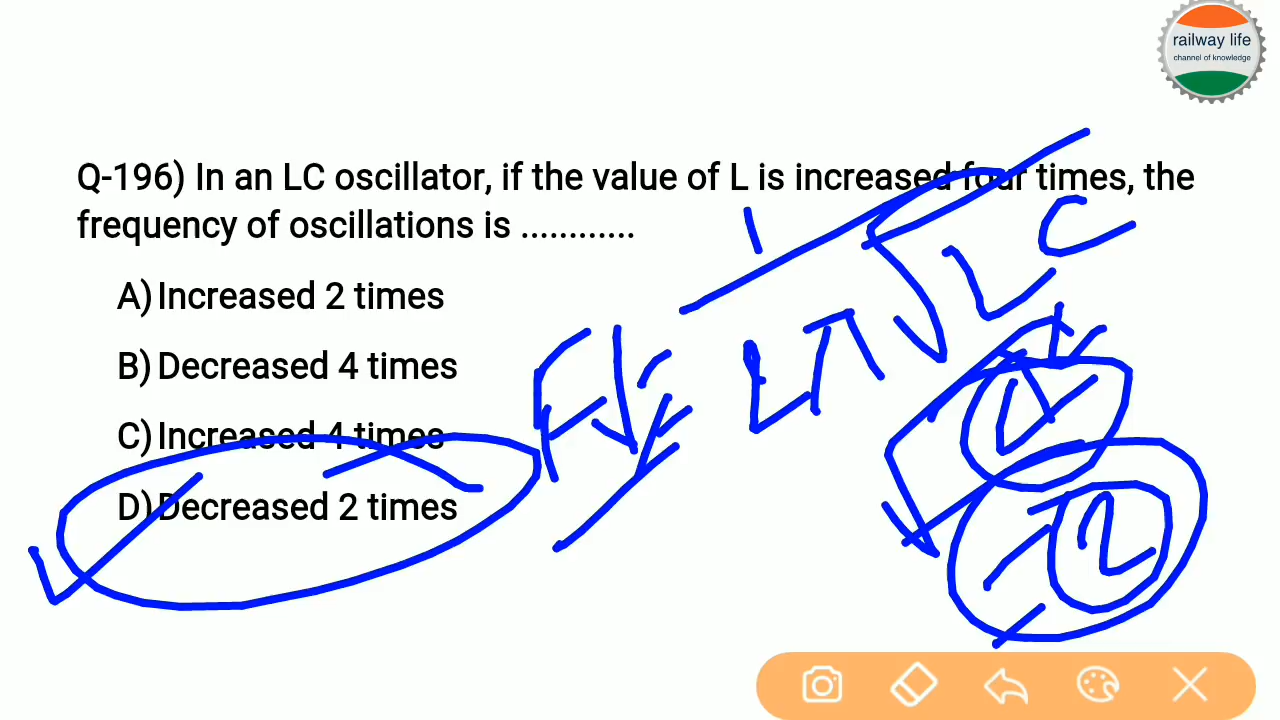 railway life
channel of knowledge
Q-196) In an LC oscillator, if the value of L is increased four times, the
frequency of oscillations is ............
A) Increased 2 times
B) Decreased 4 times
C) Increased 4 times
D) Decreased 2 times